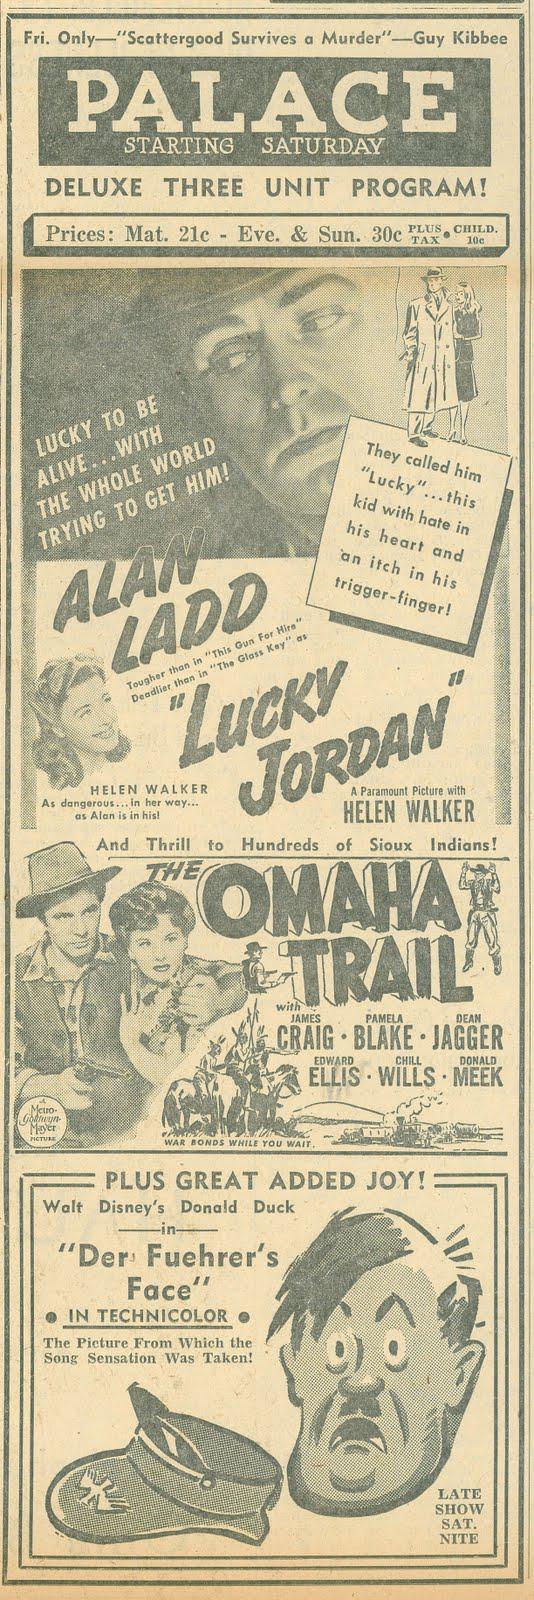 Fri. Only—"Scattergood Survives a Murder"—Guy Kibbee
PALACE
STARTING SATURDAY
DELUXE THREE UNIT PROGRAM!
Prices: Mat. 21c - Eve. & Sun. 30c PLUS TAX • CHILD. 10c
LUCKY TO BE
ALIVE...WITH
THE WHOLE WORLD
TRYING TO GET HIM!
They called him
"Lucky"...this
kid with hate in
his heart and
an itch in his
trigger-finger!
ALAN
LADD
Tougher than in "This Gun For Hire"
Deadlier than in "The Glass Key" as
"LUCKY
JORDAN"
HELEN WALKER
As dangerous...in her way...
as Alan is in his!
A Paramount Picture with
HELEN WALKER
And Thrill to Hundreds of Sioux Indians!
THE OMAHA
TRAIL
with
JAMES CRAIG • PAMELA BLAKE • DEAN JAGGER
EDWARD ELLIS • CHILL WILLS • DONALD MEEK
A
Metro-
Goldwyn-
Mayer
PICTURE
WAR BONDS WHILE YOU WAIT.
PLUS GREAT ADDED JOY!
Walt Disney's Donald Duck
—in—
"Der Fuehrer's
Face"
• IN TECHNICOLOR •
The Picture From Which the
Song Sensation Was Taken!
LATE
SHOW
SAT.
NITE